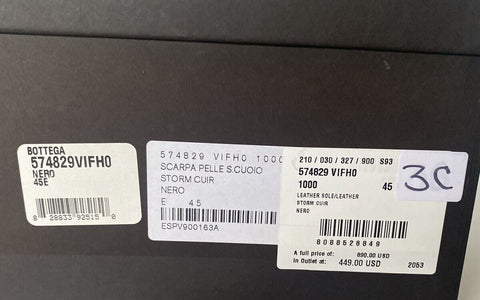 BOTTEGA
574829VIFH0
NERO
45E
8 28833 92515 0
574829 VIFH0 1000
SCARPA PELLE S.CUOIO
STORM CUIR
NERO
E 45
ESPV900163A
210 / 030 / 327 / 900 S93
574829 VIFH0
1000 45
LEATHER SOLE/LEATHER
STORM CUIR
NERO
8088526849
A full price of: 890.00 USD
In Outlet at: 449.00 USD 2053
3C